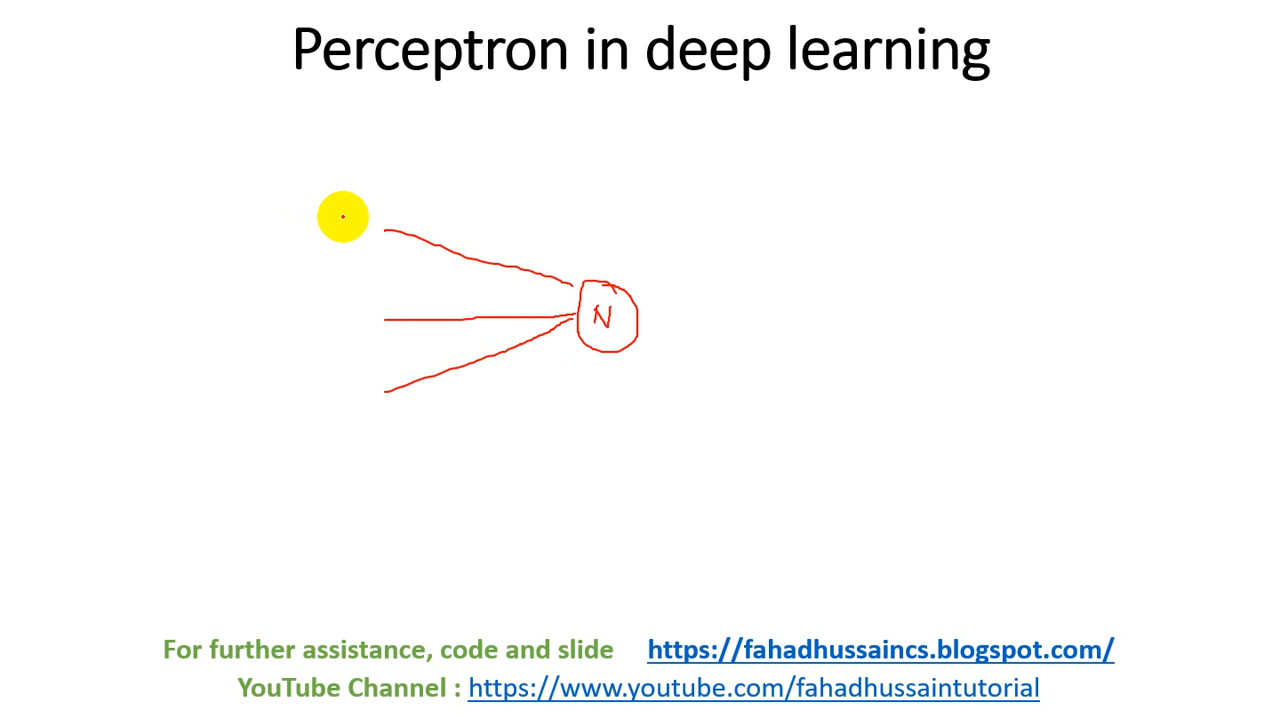 Perceptron in deep learning
N
For further assistance, code and slide https://fahadhussaincs.blogspot.com/
YouTube Channel : https://www.youtube.com/fahadhussaintutorial